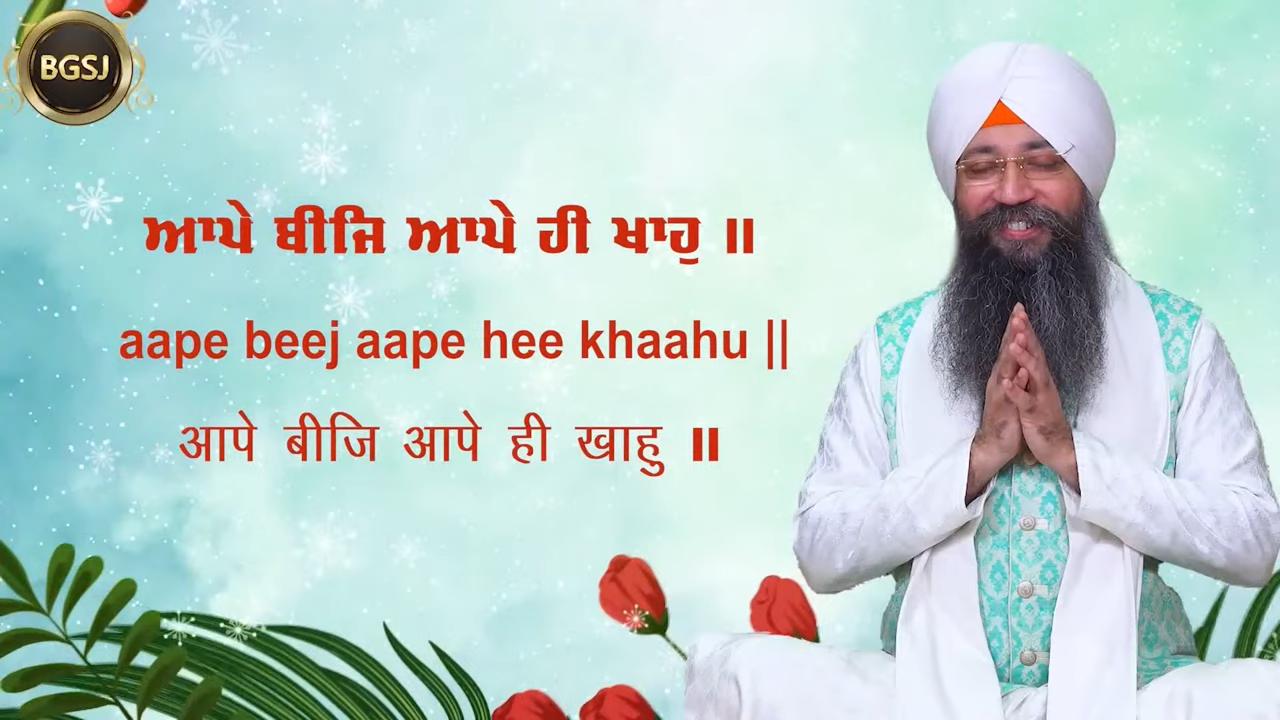 BGSJ
ਆਪੇ ਬੀਜਿ ਆਪੇ ਹੀ ਖਾਹੁ ॥
aape beej aape hee khaahu ||
आपे बीजि आपे ही खाहु ॥